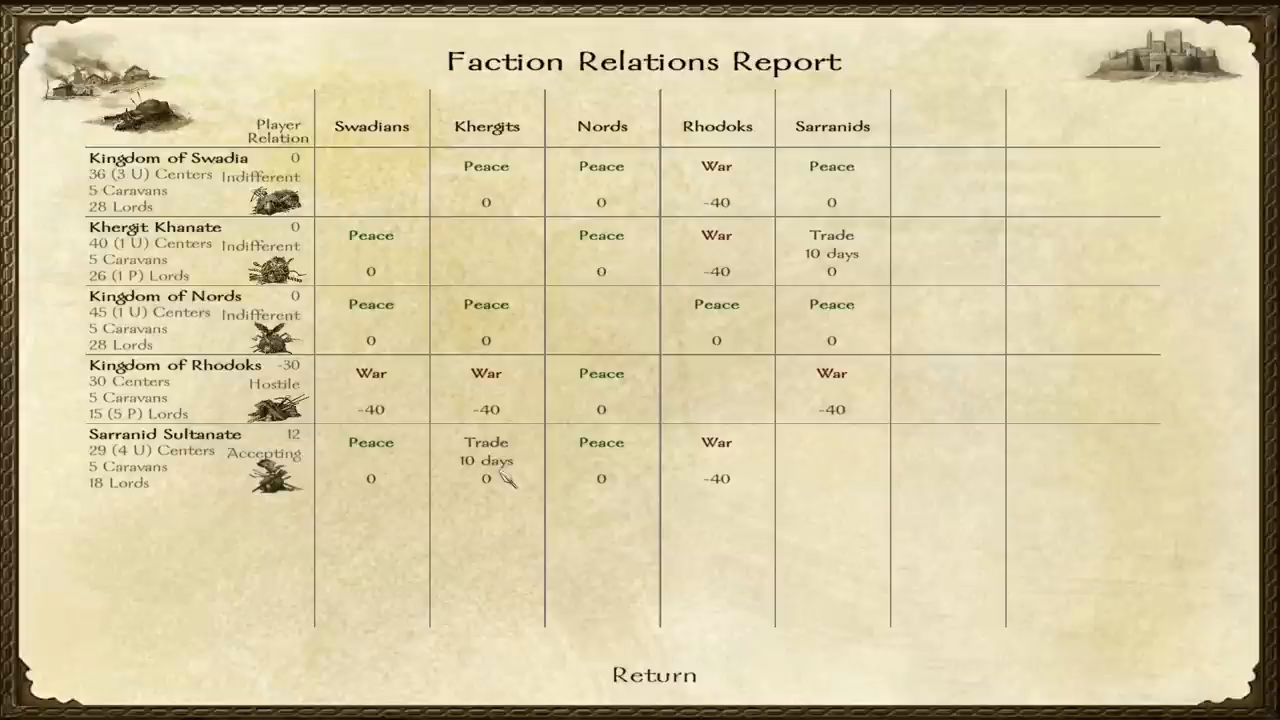 Faction Relations Report
Player
Relation
Swadians Khergits Nords Rhodoks Sarranids
Kingdom of Swadia 0
36 (3 U) Centers Indifferent
5 Caravans
28 Lords
Peace Peace War Peace
0 0 -40 0
Khergit Khanate 0
40 (1 U) Centers Indifferent
5 Caravans
26 (1 P) Lords
Peace Peace War Trade
10 days
0 0 -40 0
Kingdom of Nords 0
45 (1 U) Centers Indifferent
5 Caravans
28 Lords
Peace Peace Peace Peace
0 0 0 0
Kingdom of Rhodoks -30
30 Centers Hostile
5 Caravans
15 (5 P) Lords
War War Peace War
-40 -40 0 -40
Sarranid Sultanate 12
29 (4 U) Centers Accepting
5 Caravans
18 Lords
Peace Trade Peace War
10 days
0 0 0 -40
Return